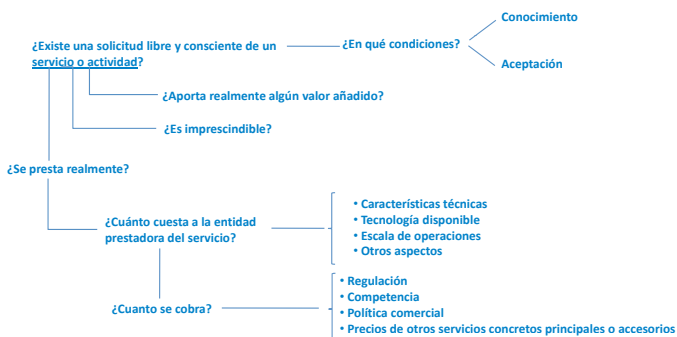 Conocimiento
¿Existe una solicitud libre y consciente de un
servicio o actividad?
¿En qué condiciones?
Aceptación
¿Aporta realmente algún valor añadido?
¿Es imprescindible?
¿Se presta realmente?
¿Cuánto cuesta a la entidad
prestadora del servicio?
• Características técnicas
• Tecnología disponible
• Escala de operaciones
• Otros aspectos
¿Cuanto se cobra?
• Regulación
• Competencia
• Política comercial
• Precios de otros servicios concretos principales o accesorios